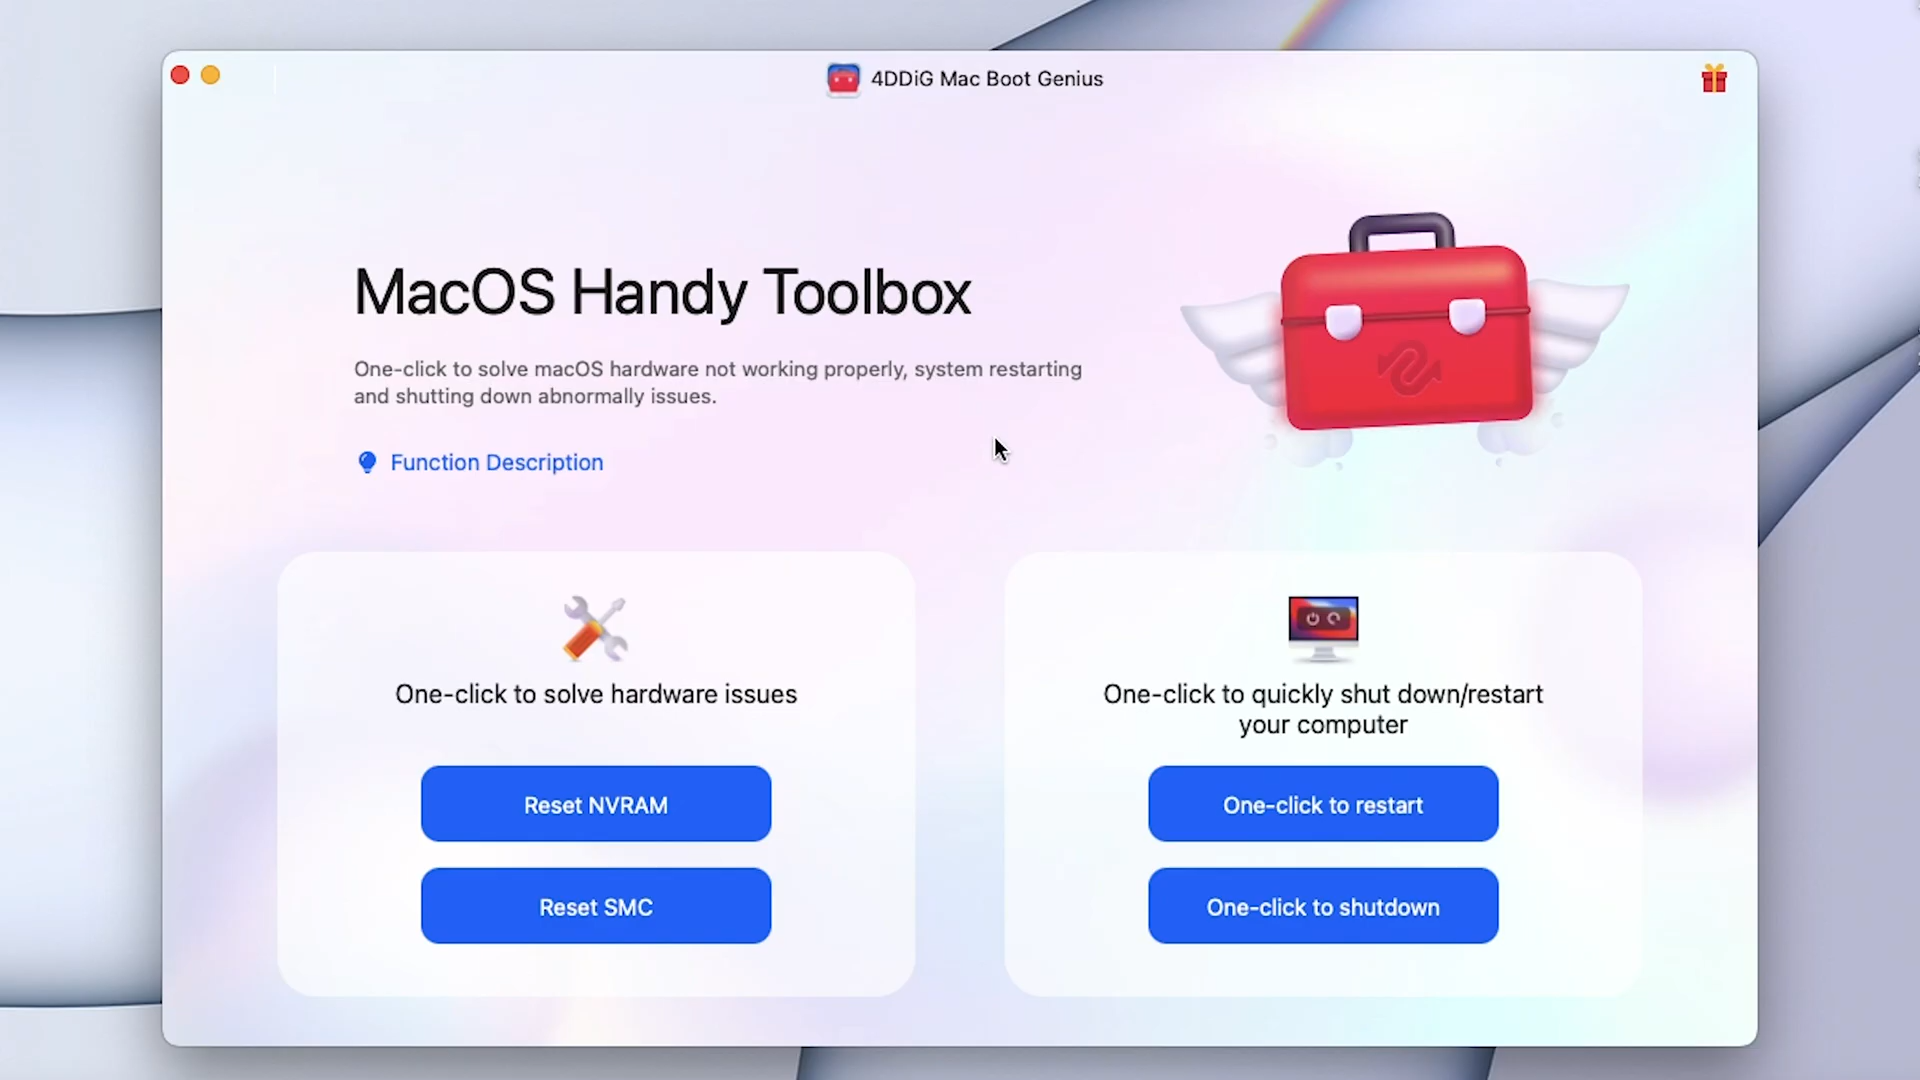 4DDiG Mac Boot Genius
MacOS Handy Toolbox
One-click to solve macOS hardware not working properly, system restarting
and shutting down abnormally issues.
Function Description
One-click to solve hardware issues
Reset NVRAM
Reset SMC
One-click to quickly shut down/restart
your computer
One-click to restart
One-click to shutdown